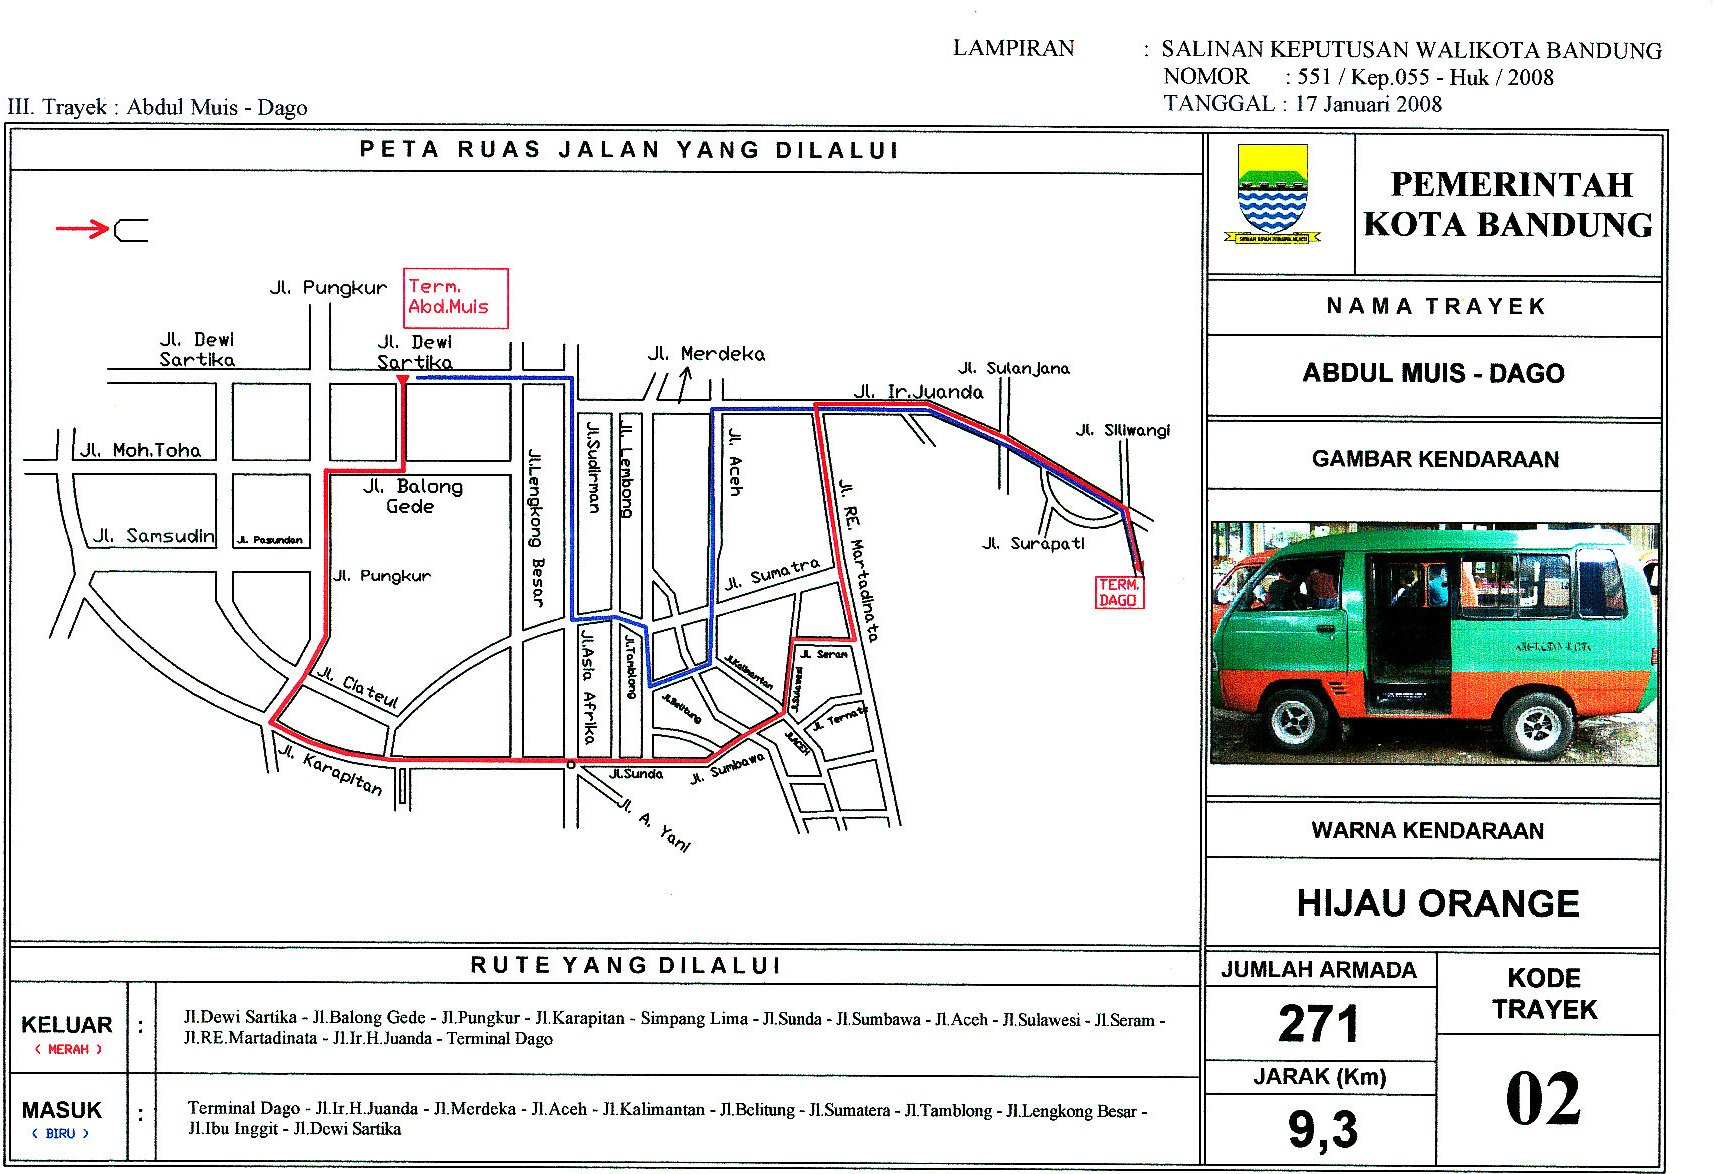 LAMPIRAN : SALINAN KEPUTUSAN WALIKOTA BANDUNG
NOMOR : 551 / Kep.055 - Huk / 2008
TANGGAL : 17 Januari 2008
III. Trayek : Abdul Muis - Dago
PETA RUAS JALAN YANG DILALUI
Jl. Pungkur
Term.
Abd.Muis
Jl. Dewi
Sartika
Jl. Dewi
Sartika
Jl. Merdeka
Jl. Sulanjana
Jl. Ir.Juanda
Jl. Siliwangi
Jl. Moh.Toha
Jl. Balong
Gede
Jl.Lengkong Besar
Jl.Sudirman
Jl. Lembong
Jl. Aceh
Jl. RE. Martadinata
Jl. Samsudin
Jl. Pasundan
Jl. Surapati
Jl. Pungkur
Jl. Sumatra
TERM.
DAGO
Jl. Ciateul
Jl.Asia Afrika
Jl.Tamblong
Jl.Kalimantan
Jl. Seram
Jl.Sulawesi
Jl.Belitung
Jl. Ternate
Jl.ACEH
Jl. Karapitan
Jl.Sunda
Jl. Sumbawa
Jl. A. Yani
PEMERINTAH
KOTA BANDUNG
NAMA TRAYEK
ABDUL MUIS - DAGO
GAMBAR KENDARAAN
WARNA KENDARAAN
HIJAU ORANGE
JUMLAH ARMADA
271
JARAK (Km)
9,3
KODE
TRAYEK
02
RUTE YANG DILALUI
KELUAR
( MERAH )
:
Jl.Dewi Sartika - Jl.Balong Gede - Jl.Pungkur - Jl.Karapitan - Simpang Lima - Jl.Sunda - Jl.Sumbawa - Jl.Aceh - Jl.Sulawesi - Jl.Seram -
Jl.RE.Martadinata - Jl.Ir.H.Juanda - Terminal Dago
MASUK
( BIRU )
:
Terminal Dago - Jl.Ir.H.Juanda - Jl.Merdeka - Jl.Aceh - Jl.Kalimantan - Jl.Belitung - Jl.Sumatera - Jl.Tamblong - Jl.Lengkong Besar -
Jl.Ibu Inggit - Jl.Dewi Sartika